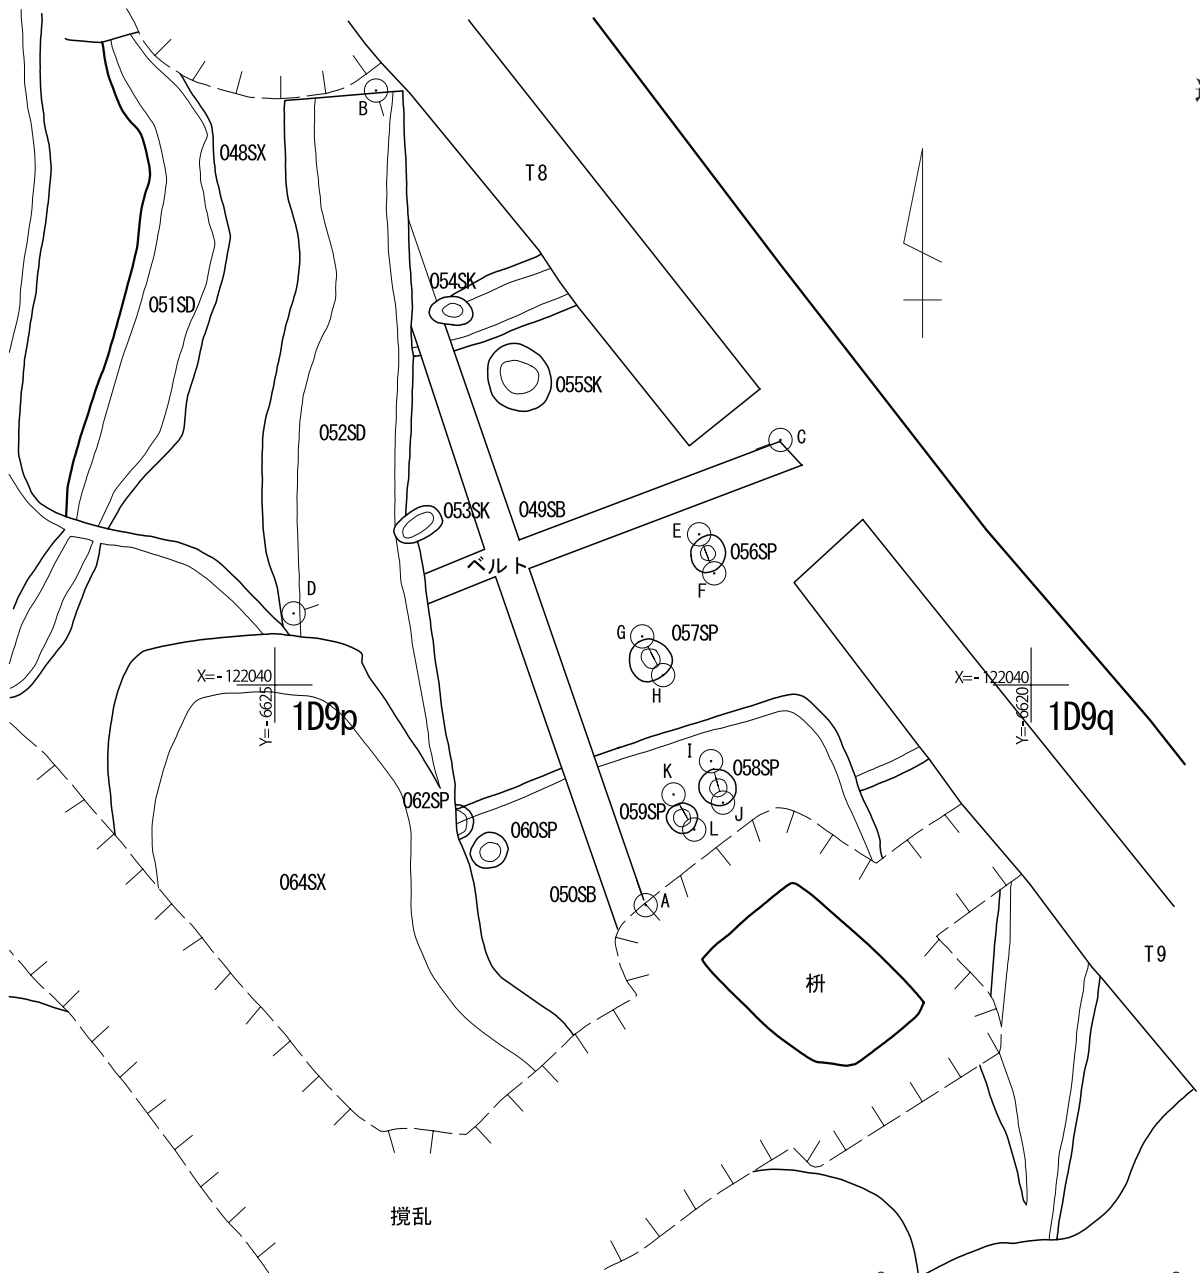 B
T8
048SX
054SK
051SD
055SK
052SD
C
053SK
049SB
E
056SP
ベルト
F
D
G
057SP
H
X=-122040
Y=-6625
1D9p
X=-122040
Y=-6620
1D9q
I
058SP
K
062SP
059SP
J
060SP
L
064SX
050SB
A
枡
T9
撹乱